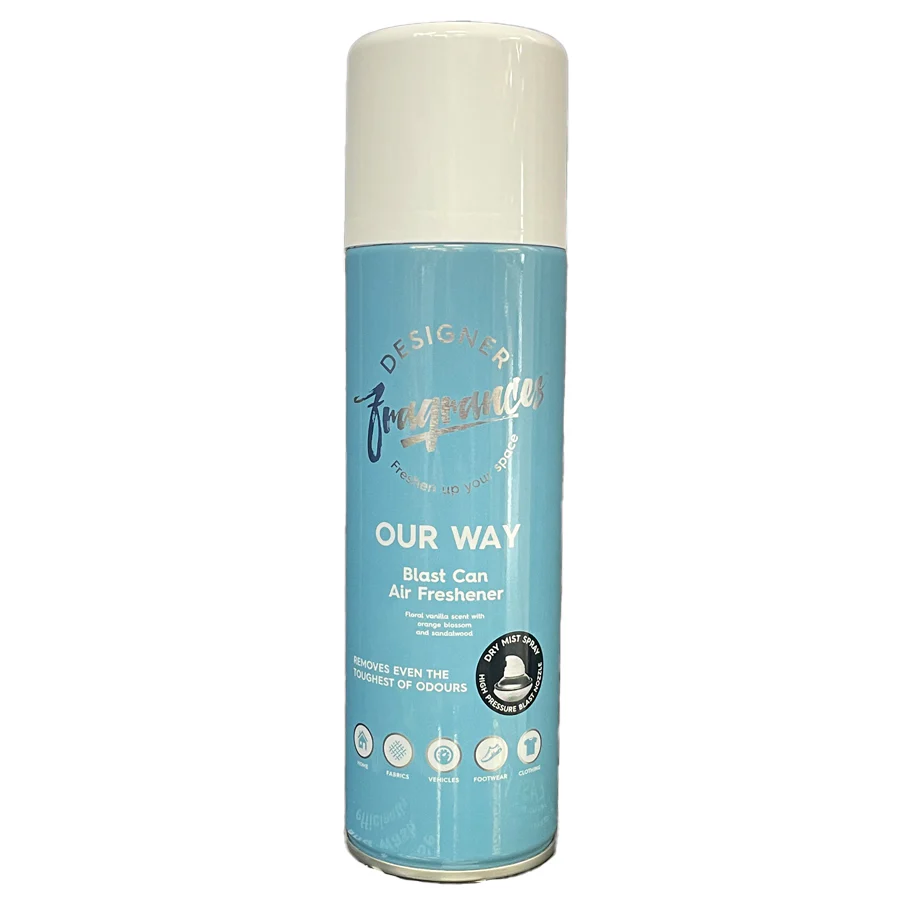 DESIGNER
fragrances
Freshen up your space
OUR WAY
Blast Can
Air Freshener
Floral vanilla scent with
orange blossom
and sandalwood
DRY MIST SPRAY
HIGH PRESSURE BLAST NOZZLE
REMOVES EVEN THE
TOUGHEST OF ODOURS
HOME
FABRICS
VEHICLES
FOOTWEAR
CLOTHING